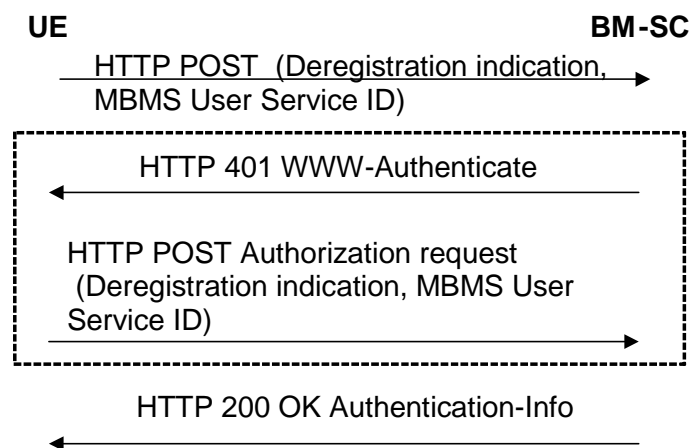 UE BM-SC
HTTP POST (Deregistration indication,
MBMS User Service ID)
HTTP 401 WWW-Authenticate
HTTP POST Authorization request
(Deregistration indication, MBMS User
Service ID)
HTTP 200 OK Authentication-Info